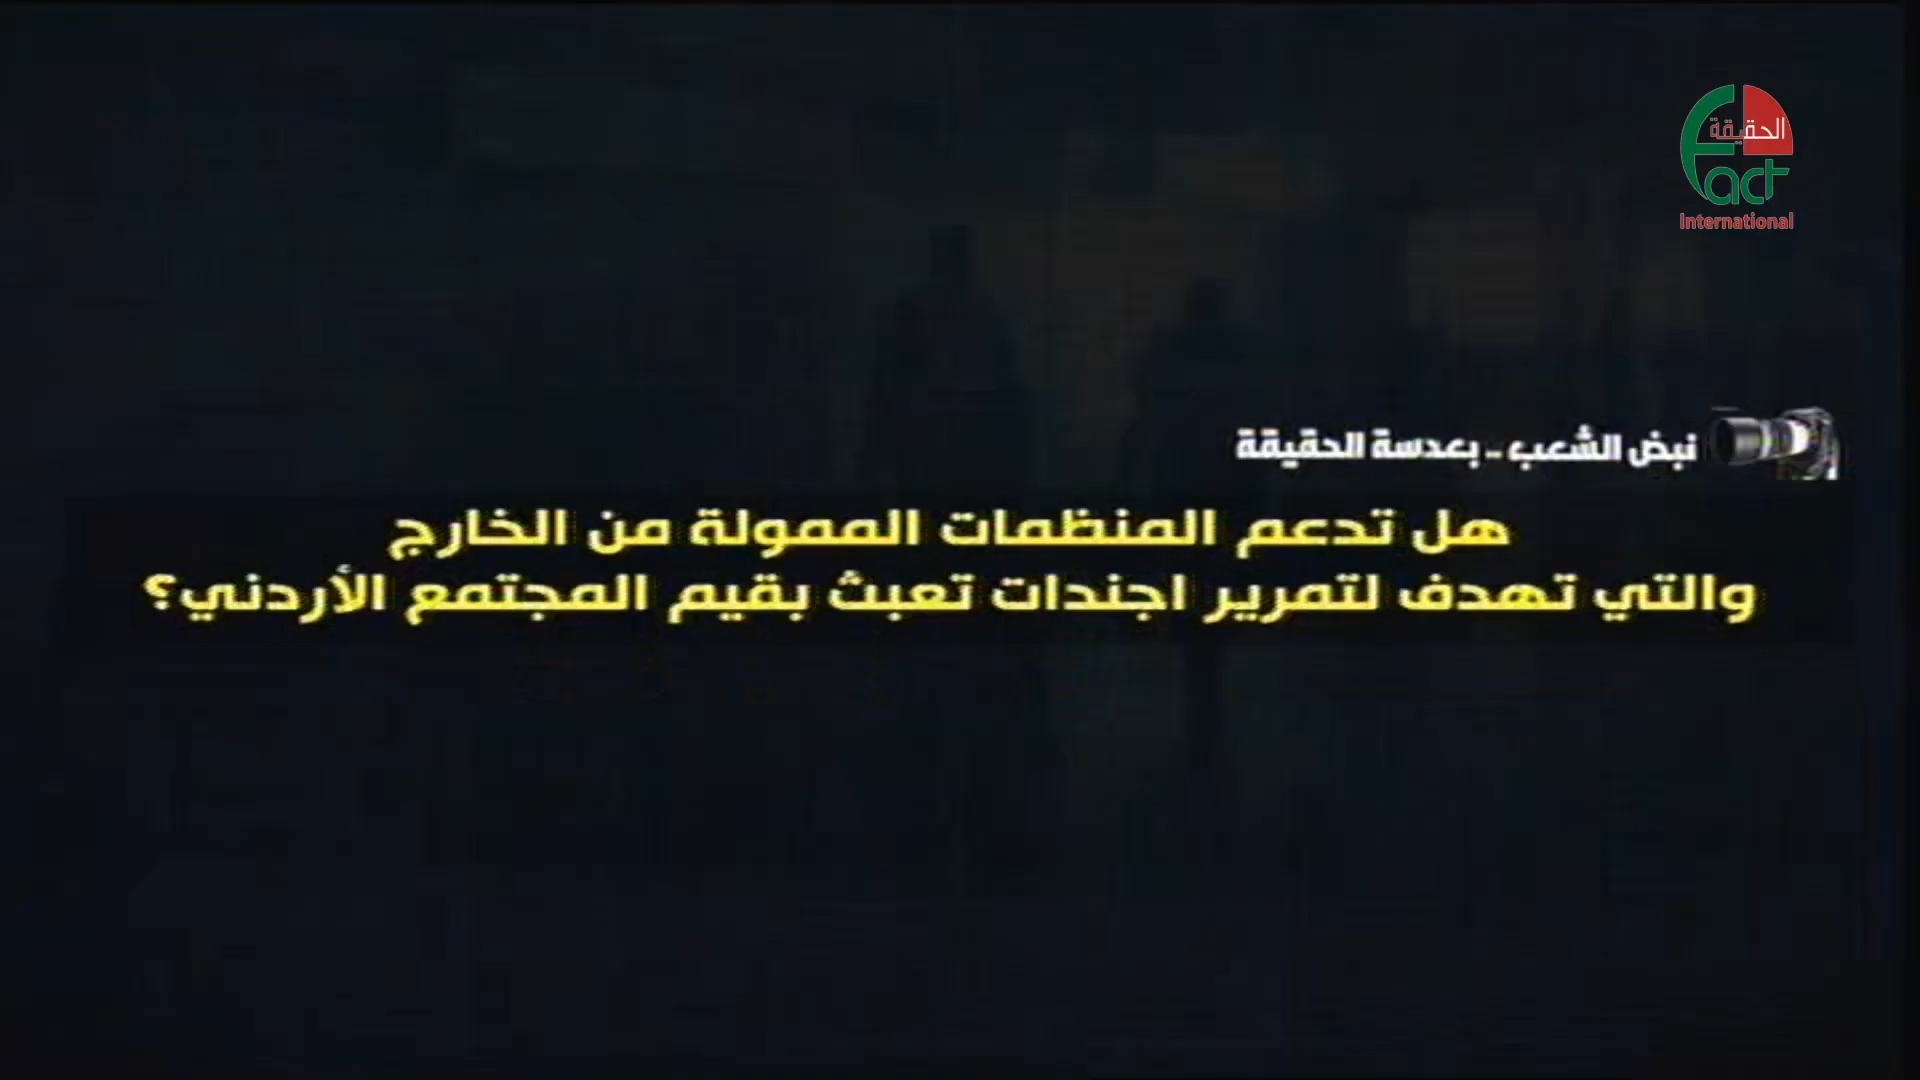 الحقيقة
Fact
International
نبض الشعب .. بعدسة الحقيقة
هل تدعم المنظمات الممولة من الخارج
والتي تهدف لتمرير اجندات تعبث بقيم المجتمع الأردني؟